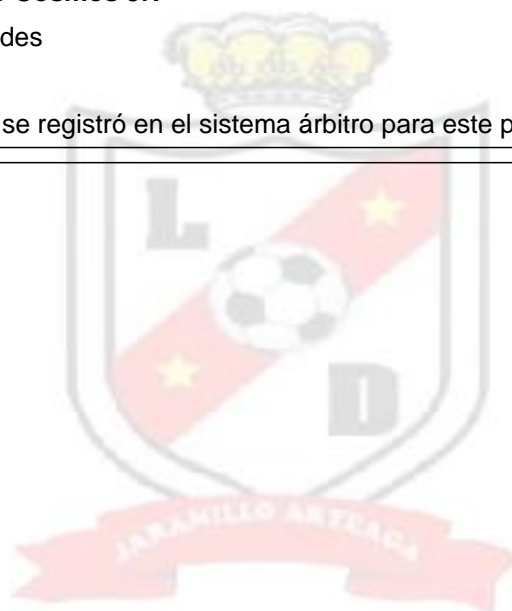 des
se registró en el sistema árbitro para este p
L
D
JARAMILLO ARTEAGA